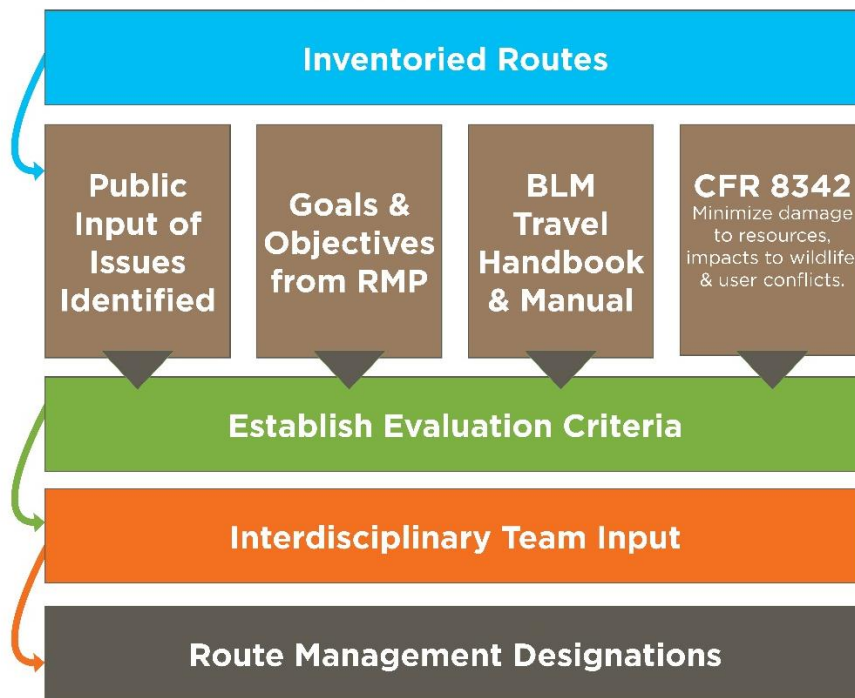 Inventoried Routes
Public
Input of
Issues
Identified
Goals &
Objectives
from RMP
BLM
Travel
Handbook
& Manual
CFR 8342
Minimize damage
to resources,
impacts to wildlife
& user conflicts.
Establish Evaluation Criteria
Interdisciplinary Team Input
Route Management Designations